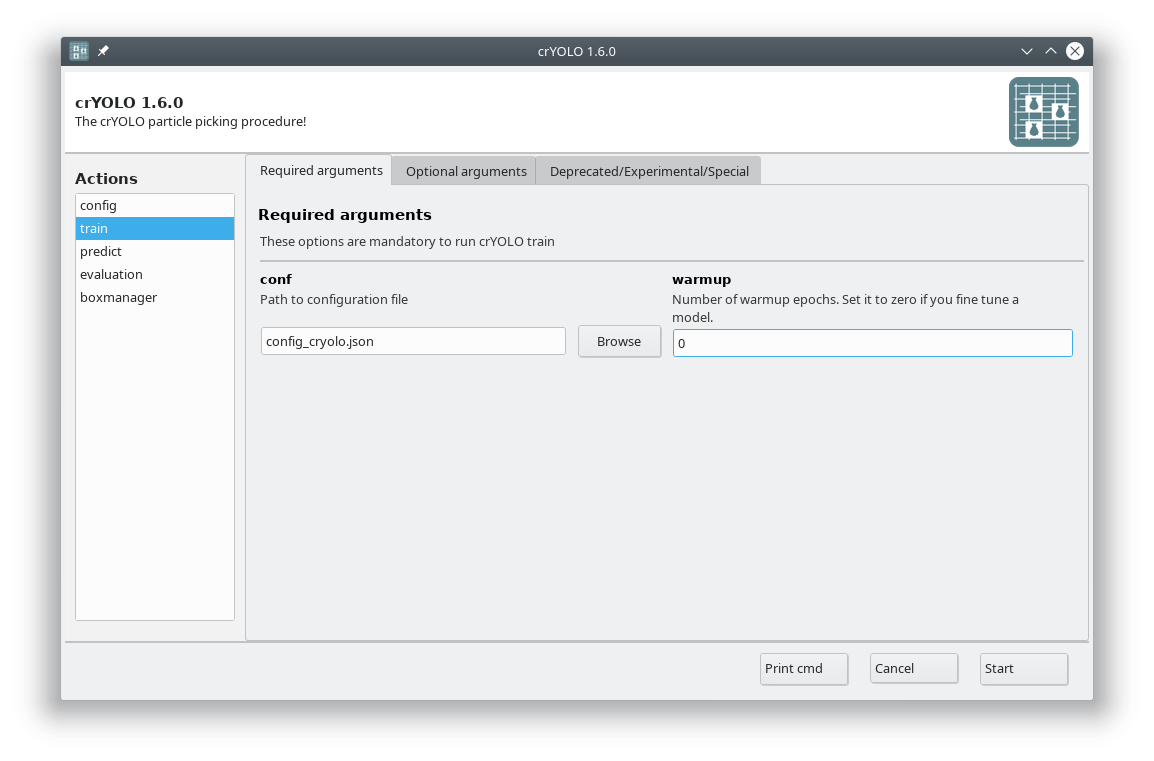 crYOLO 1.6.0
crYOLO 1.6.0
The crYOLO particle picking procedure!
Actions
config
train
predict
evaluation
boxmanager
Required arguments
Optional arguments
Deprecated/Experimental/Special
Required arguments
These options are mandatory to run crYOLO train
conf
Path to configuration file
config_cryolo.json
Browse
warmup
Number of warmup epochs. Set it to zero if you fine tune a
model.
0
Print cmd
Cancel
Start